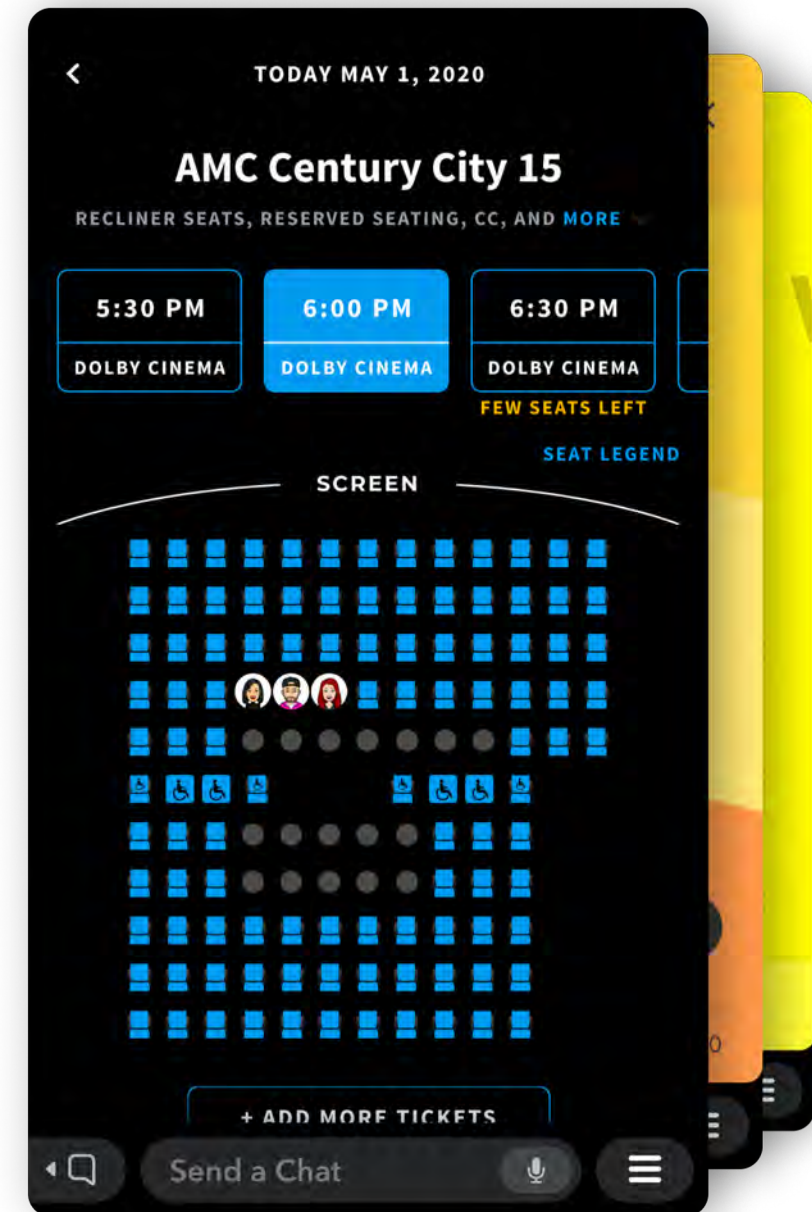 TODAY MAY 1, 2020
AMC Century City 15
RECLINER SEATS, RESERVED SEATING, CC, AND MORE
5:30 PM
DOLBY CINEMA
6:00 PM
DOLBY CINEMA
6:30 PM
DOLBY CINEMA
FEW SEATS LEFT
SEAT LEGEND
SCREEN
+ ADD MORE TICKETS
Send a Chat